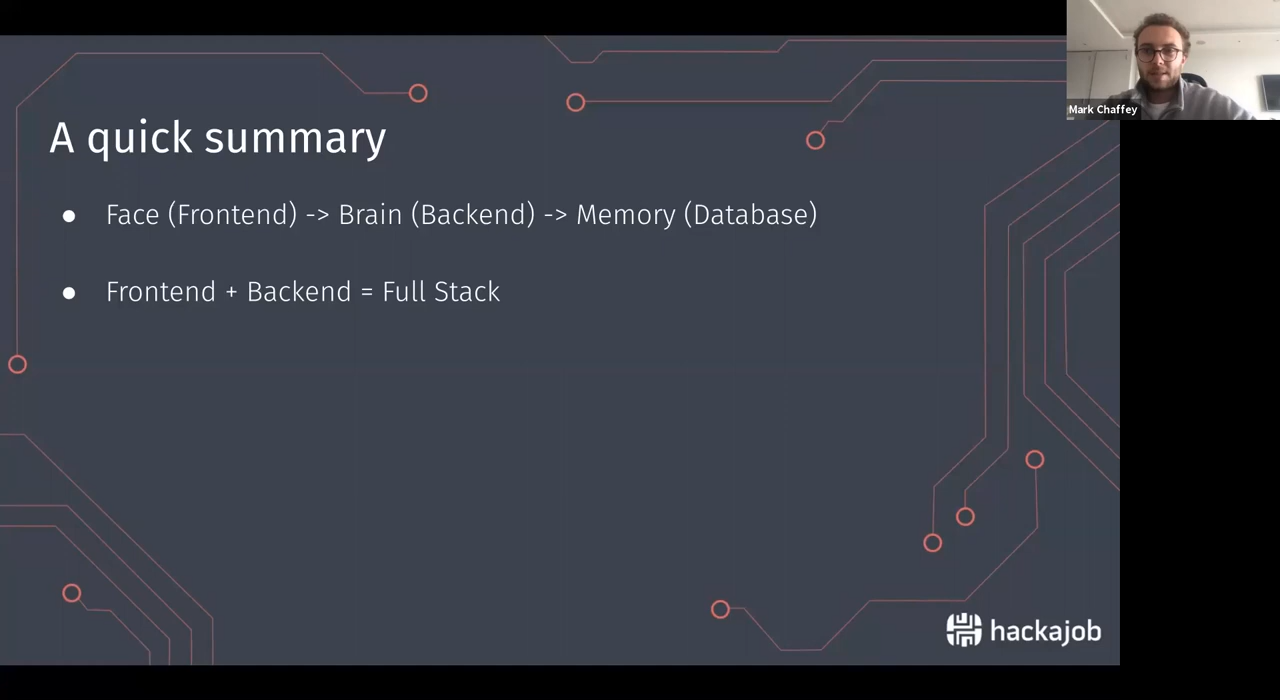 Mark Chaffey
A quick summary
● Face (Frontend) -> Brain (Backend) -> Memory (Database)
● Frontend + Backend = Full Stack
hackajob